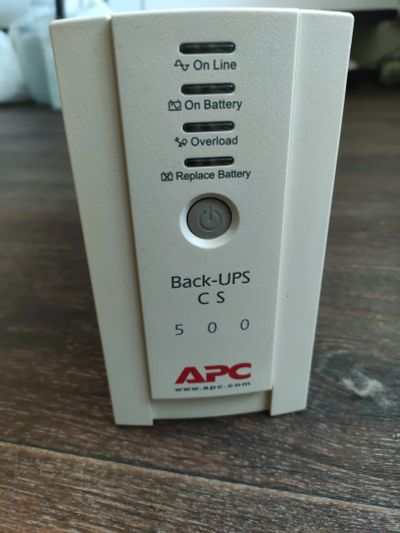 On Line
On Battery
Overload
Replace Battery
Back-UPS
C S
5 0 0
APC
www.apc.com